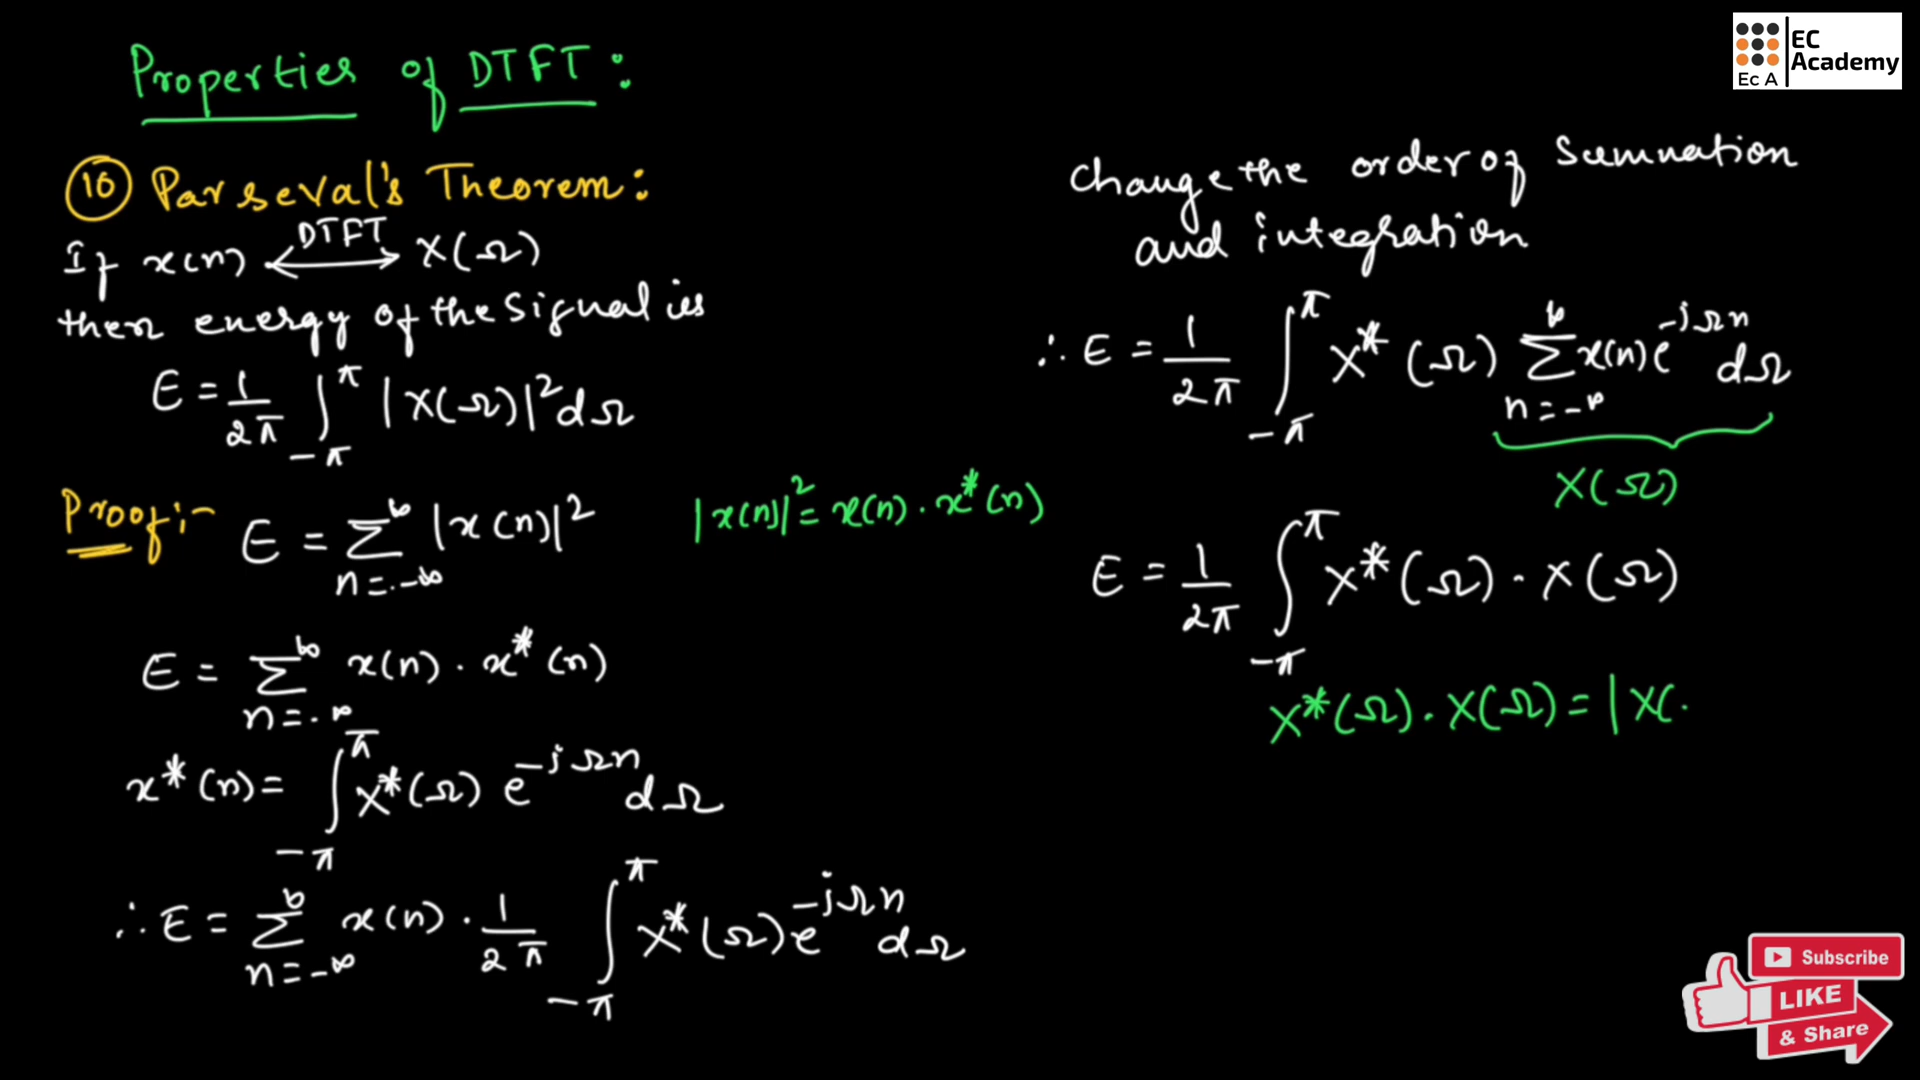 Properties of DTFT:
10 Parseval's Theorem:
If x(n) <—DTFT—> X(Ω)
then energy of the signal is
E = 1/2π ∫_{-π}^{π} |X(Ω)|² dΩ
Proof:- E = Σ_{n=-∞}^{∞} |x(n)|²
|x(n)|² = x(n) . x*(n)
E = Σ_{n=-∞}^{∞} x(n) . x*(n)
x*(n) = ∫_{-π}^{π} X*(Ω) e^{-jΩn} dΩ
∴ E = Σ_{n=-∞}^{∞} x(n) . 1/2π ∫_{-π}^{π} X*(Ω) e^{-jΩn} dΩ
change the order of Summation
and integration
∴ E = 1/2π ∫_{-π}^{π} X*(Ω) Σ_{n=-∞}^{∞} x(n) e^{-jΩn} dΩ
X(Ω)
E = 1/2π ∫_{-π}^{π} X*(Ω) . X(Ω)
X*(Ω) . X(Ω) = |X(.
EC
Academy
Ec A
Subscribe
LIKE
& Share